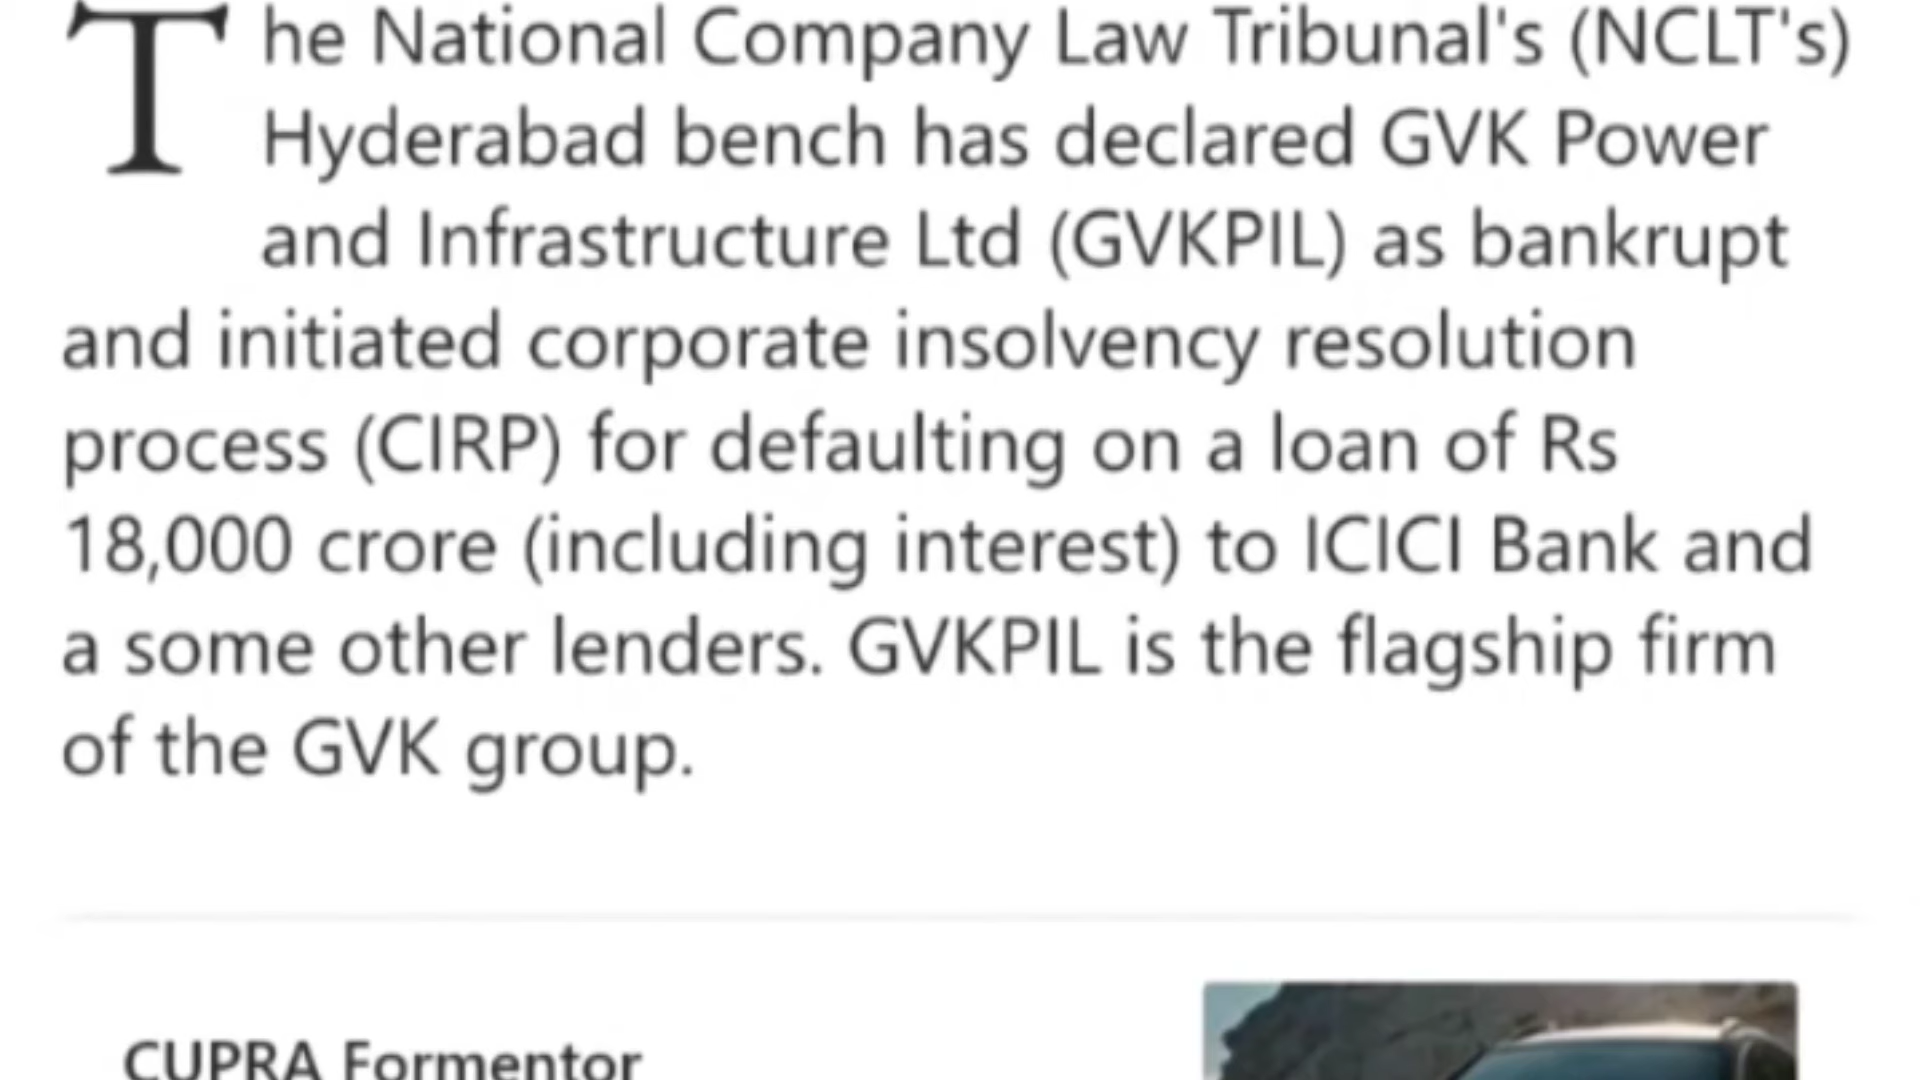 The National Company Law Tribunal's (NCLT's)
Hyderabad bench has declared GVK Power
and Infrastructure Ltd (GVKPIL) as bankrupt
and initiated corporate insolvency resolution
process (CIRP) for defaulting on a loan of Rs
18,000 crore (including interest) to ICICI Bank and
a some other lenders. GVKPIL is the flagship firm
of the GVK group.
CUPRA Formentor